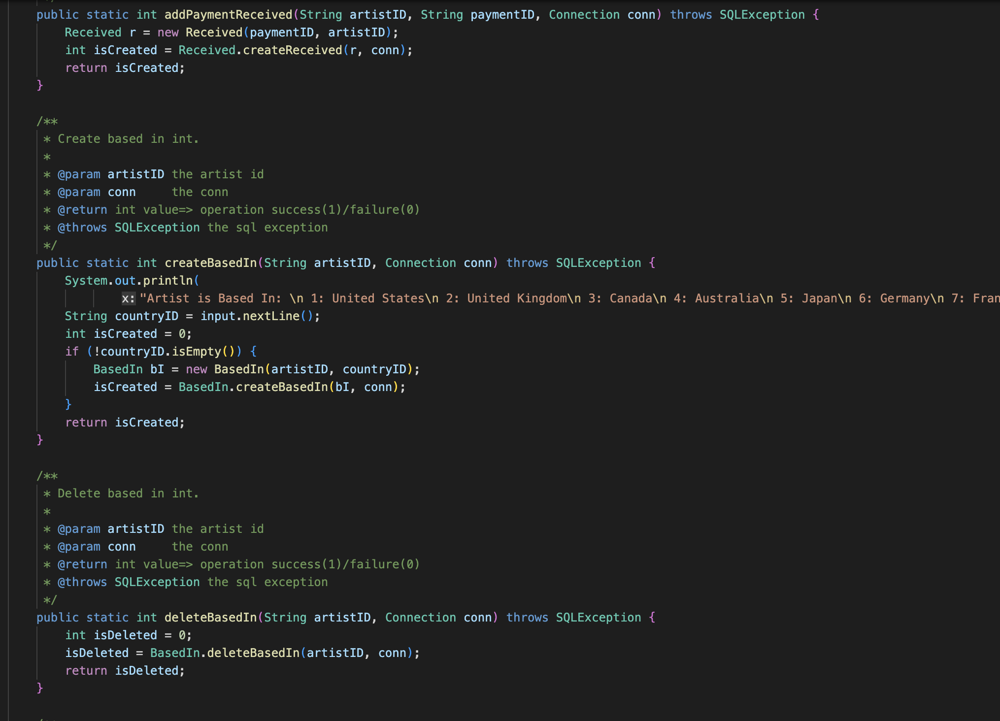 public static int addPaymentReceived(String artistID, String paymentID, Connection conn) throws SQLException {
    Received r = new Received(paymentID, artistID);
    int isCreated = Received.createReceived(r, conn);
    return isCreated;
}

/**
 * Create based in int.
 *
 * @param artistID the artist id
 * @param conn     the conn
 * @return int value=> operation success(1)/failure(0)
 * @throws SQLException the sql exception
 */
public static int createBasedIn(String artistID, Connection conn) throws SQLException {
    System.out.println(
            x: "Artist is Based In: \n 1: United States\n 2: United Kingdom\n 3: Canada\n 4: Australia\n 5: Japan\n 6: Germany\n 7: Fran
    String countryID = input.nextLine();
    int isCreated = 0;
    if (!countryID.isEmpty()) {
        BasedIn bI = new BasedIn(artistID, countryID);
        isCreated = BasedIn.createBasedIn(bI, conn);
    }
    return isCreated;
}

/**
 * Delete based in int.
 *
 * @param artistID the artist id
 * @param conn     the conn
 * @return int value=> operation success(1)/failure(0)
 * @throws SQLException the sql exception
 */
public static int deleteBasedIn(String artistID, Connection conn) throws SQLException {
    int isDeleted = 0;
    isDeleted = BasedIn.deleteBasedIn(artistID, conn);
    return isDeleted;
}